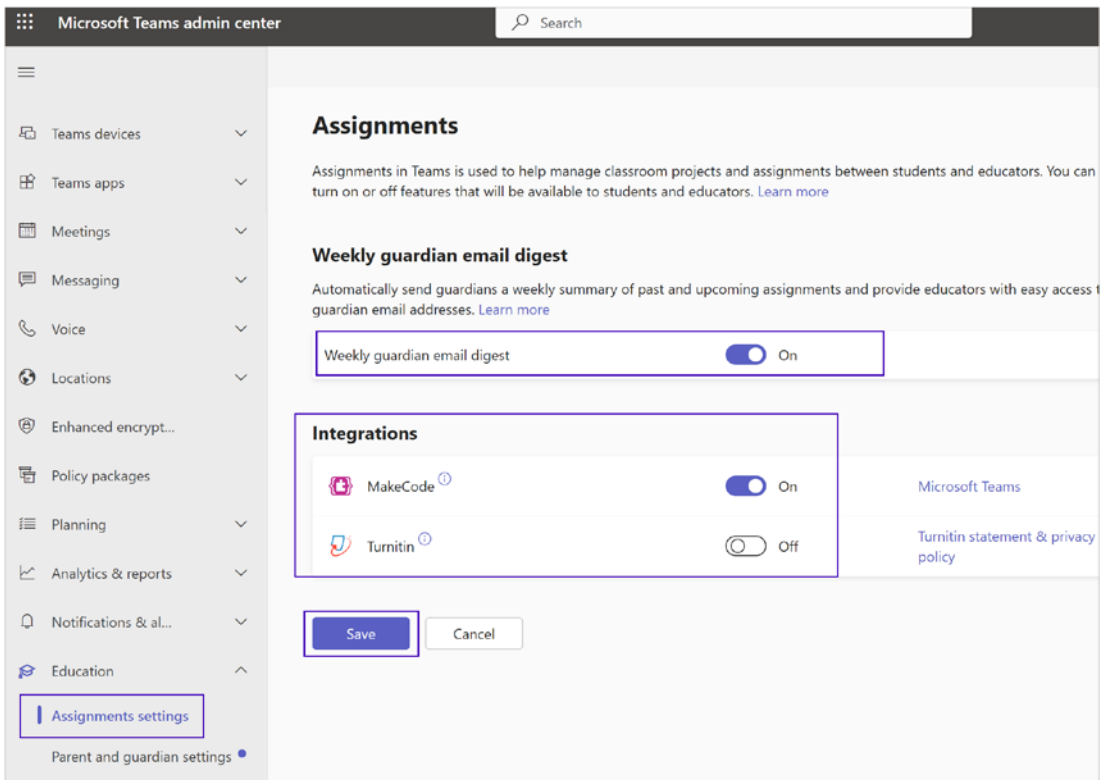 Microsoft Teams admin center
Search
Teams devices
Teams apps
Meetings
Messaging
Voice
Locations
Enhanced encrypt...
Policy packages
Planning
Analytics & reports
Notifications & al...
Education
Assignments settings
Parent and guardian settings
Assignments
Assignments in Teams is used to help manage classroom projects and assignments between students and educators. You can
turn on or off features that will be available to students and educators. Learn more
Weekly guardian email digest
Automatically send guardians a weekly summary of past and upcoming assignments and provide educators with easy access t
guardian email addresses. Learn more
Weekly guardian email digest On
Integrations
MakeCode On Microsoft Teams
Turnitin Off Turnitin statement & privacy
policy
Save Cancel